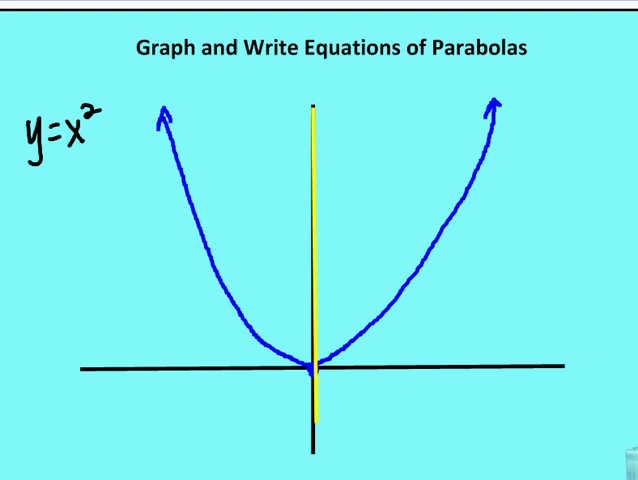 Graph and Write Equations of Parabolas
y=x²